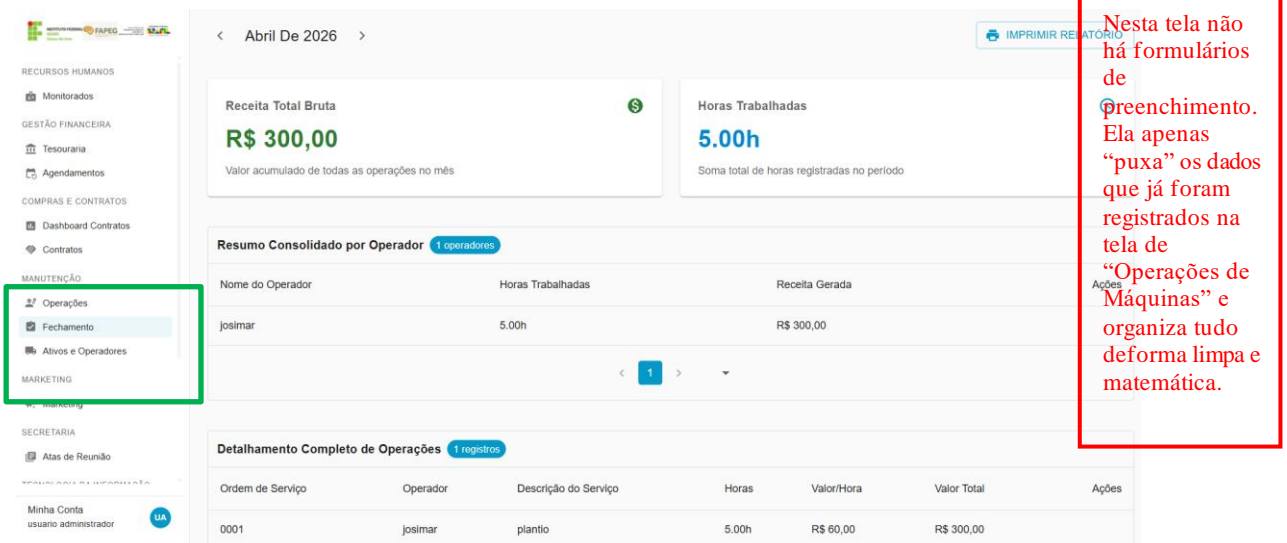 INSTITUTO FEDERAL
FAPEG
RECURSOS HUMANOS
Monitorados
GESTÃO FINANCEIRA
Tesouraria
Agendamentos
COMPRAS E CONTRATOS
Dashboard Contratos
Contratos
MANUTENÇÃO
Operações
Fechamento
Ativos e Operadores
MARKETING
Marketing
SECRETARIA
Atas de Reunião
TECNOLOGIA DA INFORMAÇÃO
Minha Conta
usuario administrador
UA
Abril De 2026
IMPRIMIR RELATÓRIO
Receita Total Bruta
R$ 300,00
Valor acumulado de todas as operações no mês
Horas Trabalhadas
5.00h
Soma total de horas registradas no período
Resumo Consolidado por Operador 1 operadores
Nome do Operador Horas Trabalhadas Receita Gerada Ações
josimar 5.00h R$ 300,00
1
Detalhamento Completo de Operações 1 registros
Ordem de Serviço Operador Descrição do Serviço Horas Valor/Hora Valor Total Ações
0001 josimar plantio 5.00h R$ 60,00 R$ 300,00
Nesta tela não
há formulários
de
preenchimento.
Ela apenas
“puxa” os dados
que já foram
registrados na
tela de
“Operações de
Máquinas” e
organiza tudo
deforma limpa e
matemática.